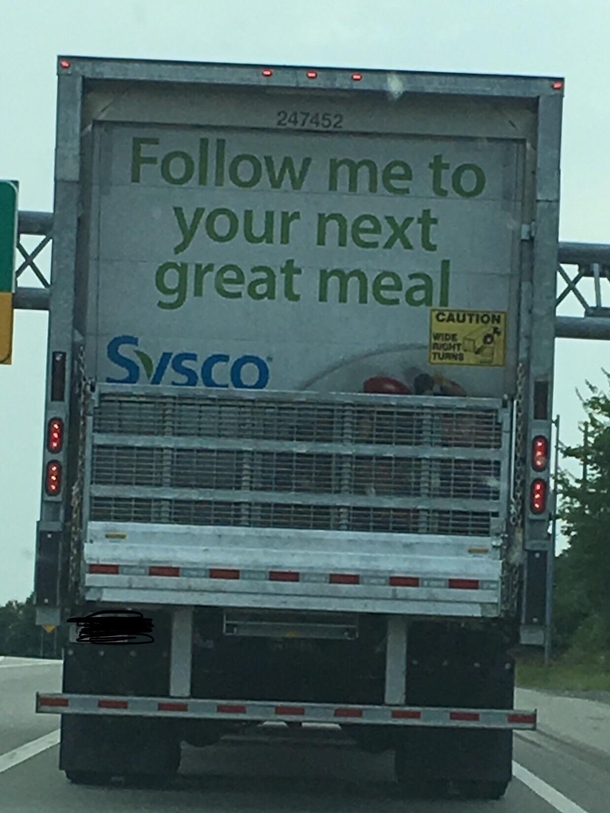 247452
Follow me to
your next
great meal
CAUTION
WIDE
RIGHT
TURNS
Sysco